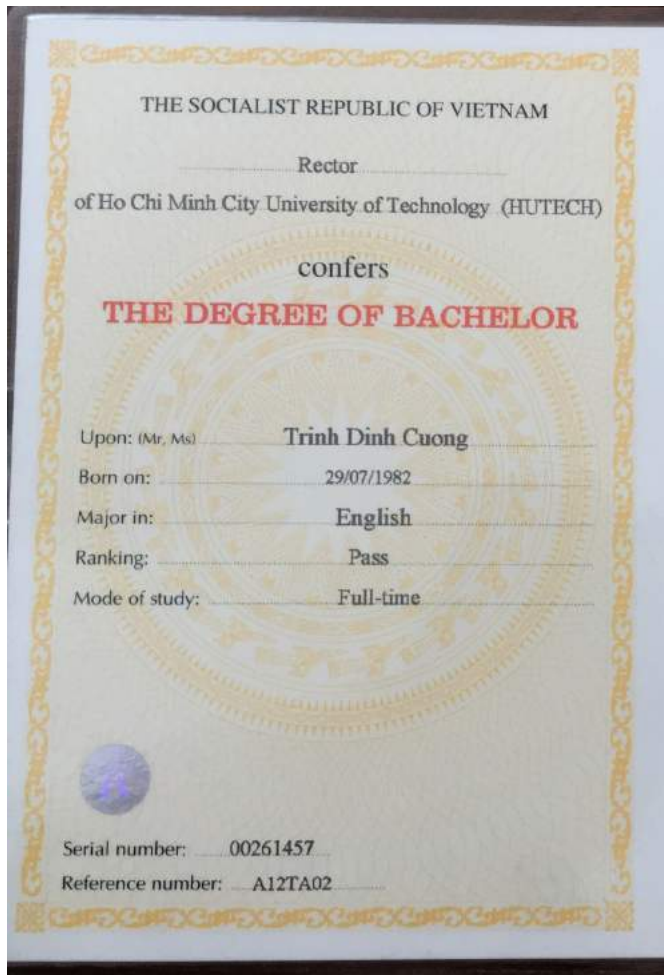 THE SOCIALIST REPUBLIC OF VIETNAM
Rector
of Ho Chi Minh City University of Technology (HUTECH)
confers
THE DEGREE OF BACHELOR
Upon: (Mr, Ms) Trinh Dinh Cuong
Born on: 29/07/1982
Major in: English
Ranking: Pass
Mode of study: Full-time
Serial number: 00261457
Reference number: A12TA02